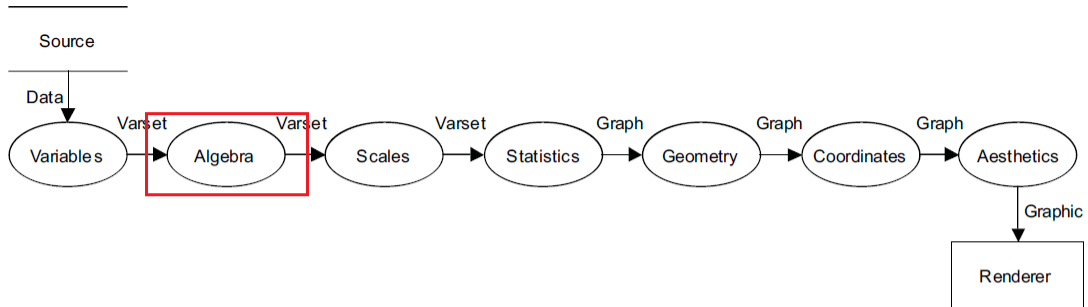 Source
Data
Varset
Varset
Varset
Graph
Graph
Graph
Variables
Algebra
Scales
Statistics
Geometry
Coordinates
Aesthetics
Graphic
Renderer